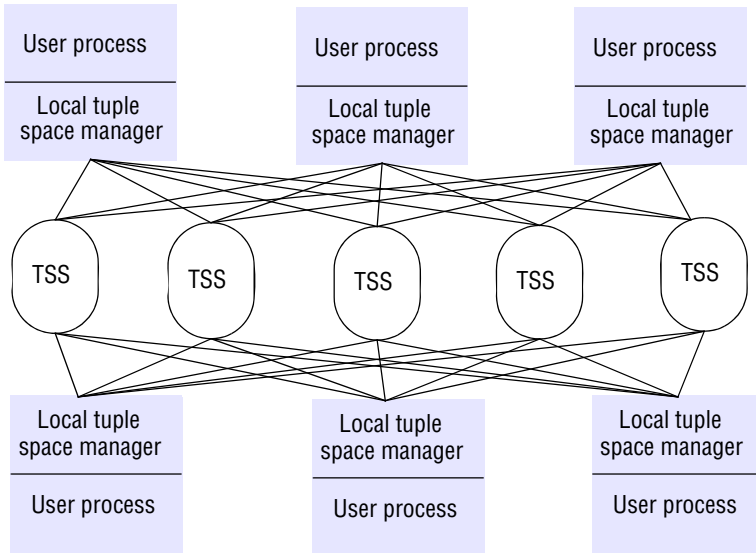 User process
Local tuple
space manager
User process
Local tuple
space manager
User process
Local tuple
space manager
TSS
TSS
TSS
TSS
TSS
Local tuple
space manager
User process
Local tuple
space manager
User process
Local tuple
space manager
User process